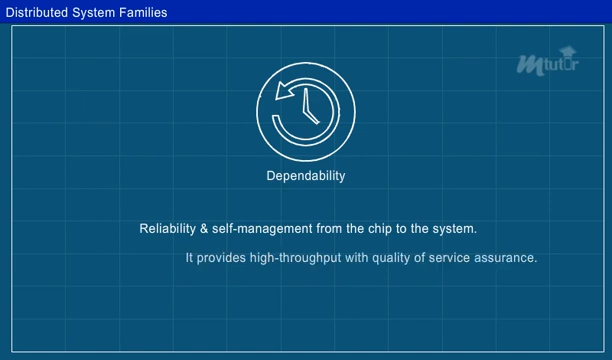 Distributed System Families
mtutor
Dependability
Reliability & self-management from the chip to the system.
It provides high-throughput with quality of service assurance.